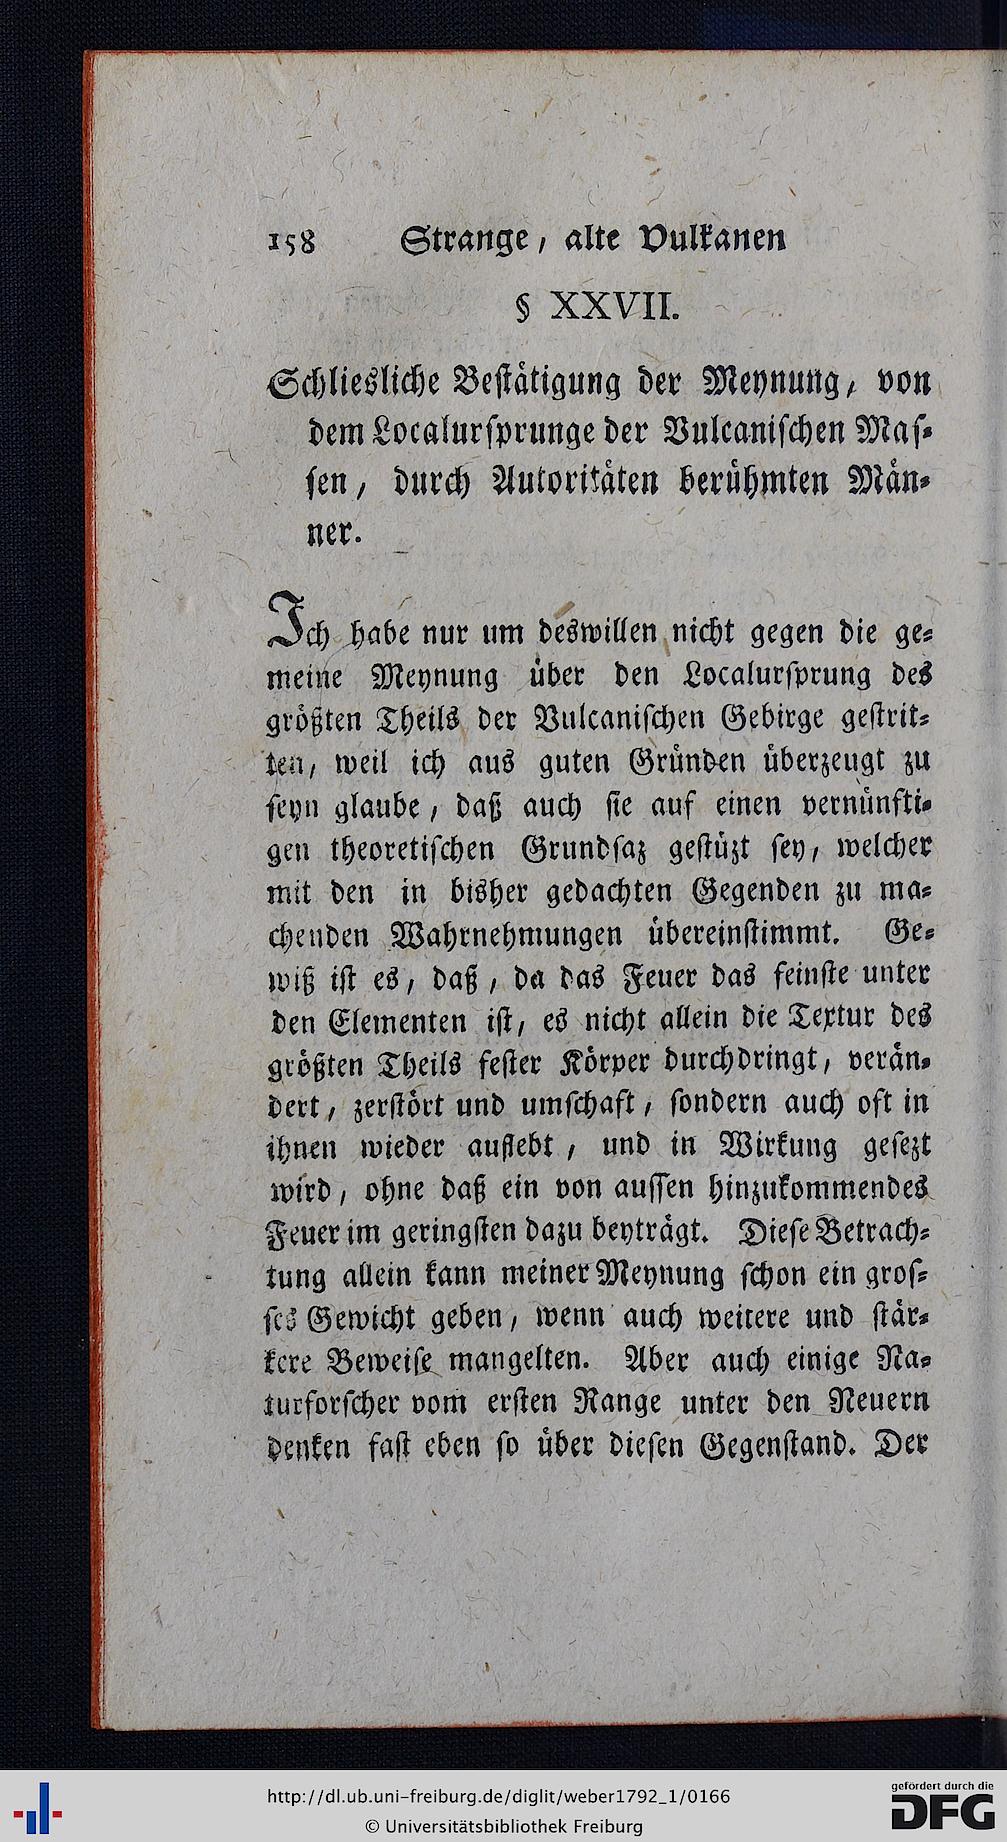 158 Strange, alte Vulkanen
§ XXVII.
Schliesliche Bestätigung der Meynung, von
dem Localursprunge der Vulcanischen Mas-
sen, durch Autoritäten berühmten Män-
ner.
Ich habe nur um deswillen nicht gegen die ge-
meine Meynung über den Localursprung des
größten Theils der Vulcanischen Gebirge gestrit-
ten, weil ich aus guten Gründen überzeugt zu
seyn glaube, daß auch sie auf einen vernünfti-
gen theoretischen Grundsaz gestüzt sey, welcher
mit den in bisher gedachten Gegenden zu ma-
chenden Wahrnehmungen übereinstimmt. Ge-
wiß ist es, daß, da das Feuer das feinste unter
den Elementen ist, es nicht allein die Textur des
größten Theils fester Körper durchdringt, verän-
dert, zerstört und umschaft, sondern auch oft in
ihnen wieder auflebt, und in Wirkung gesezt
wird, ohne daß ein von aussen hinzukommendes
Feuer im geringsten dazu beyträgt. Diese Betrach-
tung allein kann meiner Meynung schon ein gros-
ses Gewicht geben, wenn auch weitere und stär-
kere Beweise mangelten. Aber auch einige Na-
turforscher vom ersten Range unter den Neuern
denken fast eben so über diesen Gegenstand. Der
http://dl.ub.uni-freiburg.de/diglit/weber1792_1/0166
© Universitätsbibliothek Freiburg
gefördert durch die
DFG